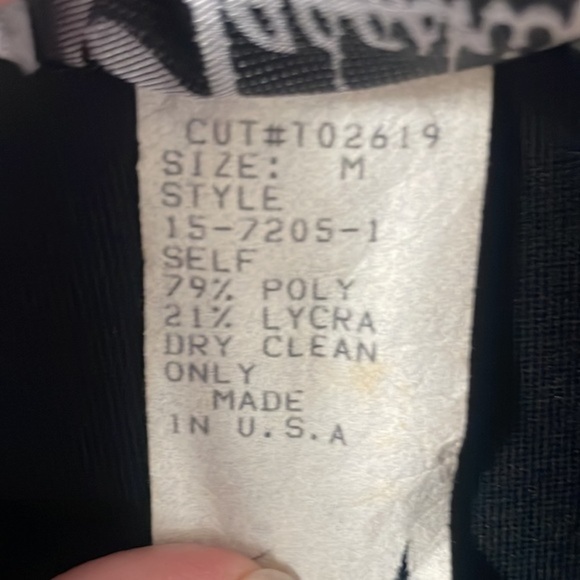 CUT#T02619
SIZE: M
STYLE
15-7205-1
SELF
79% POLY
21% LYCRA
DRY CLEAN
ONLY
MADE
IN U.S.A